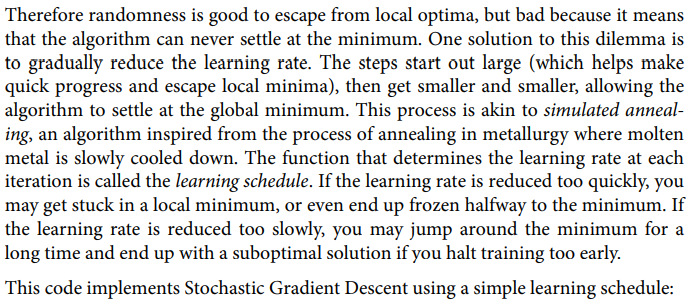 Therefore randomness is good to escape from local optima, but bad because it means
that the algorithm can never settle at the minimum. One solution to this dilemma is
to gradually reduce the learning rate. The steps start out large (which helps make
quick progress and escape local minima), then get smaller and smaller, allowing the
algorithm to settle at the global minimum. This process is akin to simulated anneal‐
ing, an algorithm inspired from the process of annealing in metallurgy where molten
metal is slowly cooled down. The function that determines the learning rate at each
iteration is called the learning schedule. If the learning rate is reduced too quickly, you
may get stuck in a local minimum, or even end up frozen halfway to the minimum. If
the learning rate is reduced too slowly, you may jump around the minimum for a
long time and end up with a suboptimal solution if you halt training too early.
This code implements Stochastic Gradient Descent using a simple learning schedule: